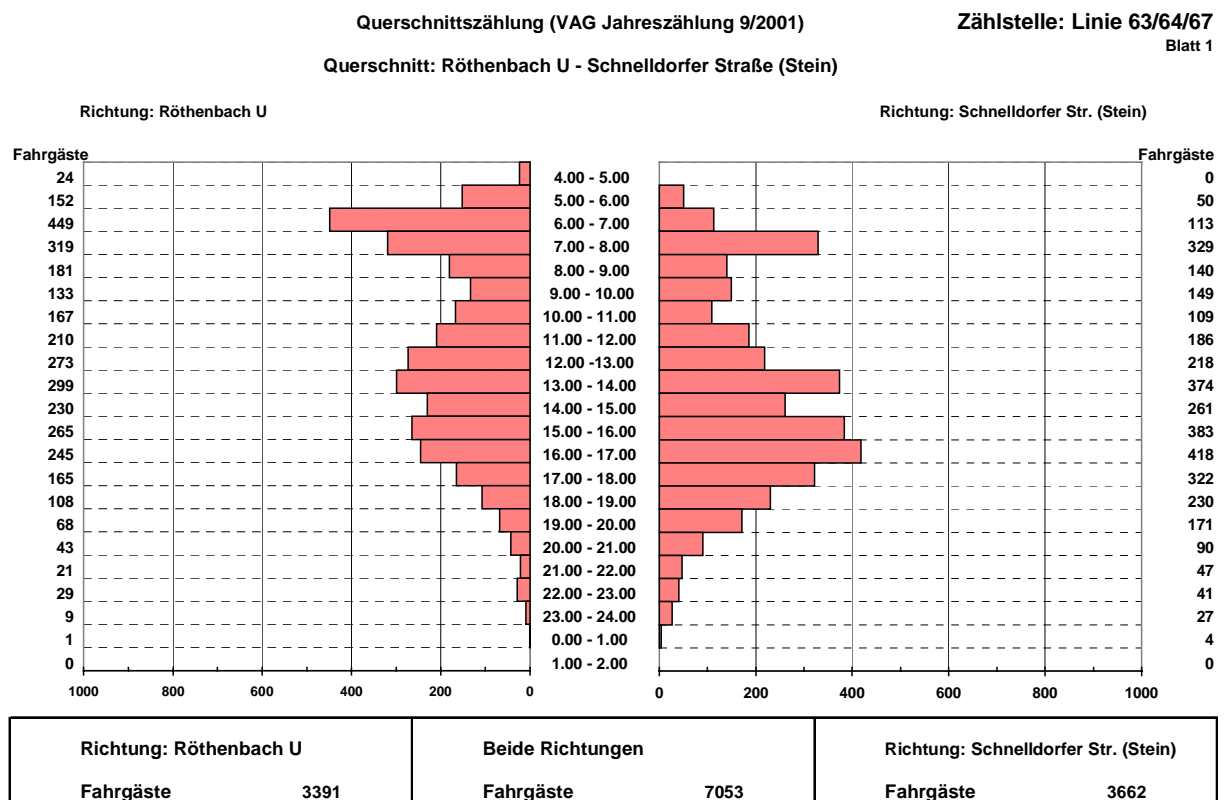 Querschnittszählung (VAG Jahreszählung 9/2001) Zählstelle: Linie 63/64/67
Blatt 1
Querschnitt: Röthenbach U - Schnelldorfer Straße (Stein)
Richtung: Röthenbach U Richtung: Schnelldorfer Str. (Stein)
Fahrgäste Fahrgäste
24 4.00 - 5.00 0
152 5.00 - 6.00 50
449 6.00 - 7.00 113
319 7.00 - 8.00 329
181 8.00 - 9.00 140
133 9.00 - 10.00 149
167 10.00 - 11.00 109
210 11.00 - 12.00 186
273 12.00 -13.00 218
299 13.00 - 14.00 374
230 14.00 - 15.00 261
265 15.00 - 16.00 383
245 16.00 - 17.00 418
165 17.00 - 18.00 322
108 18.00 - 19.00 230
68 19.00 - 20.00 171
43 20.00 - 21.00 90
21 21.00 - 22.00 47
29 22.00 - 23.00 41
9 23.00 - 24.00 27
1 0.00 - 1.00 4
0 1.00 - 2.00 0
1000 800 600 400 200 0 0 200 400 600 800 1000
Richtung: Röthenbach U Beide Richtungen Richtung: Schnelldorfer Str. (Stein)
Fahrgäste 3391 Fahrgäste 7053 Fahrgäste 3662